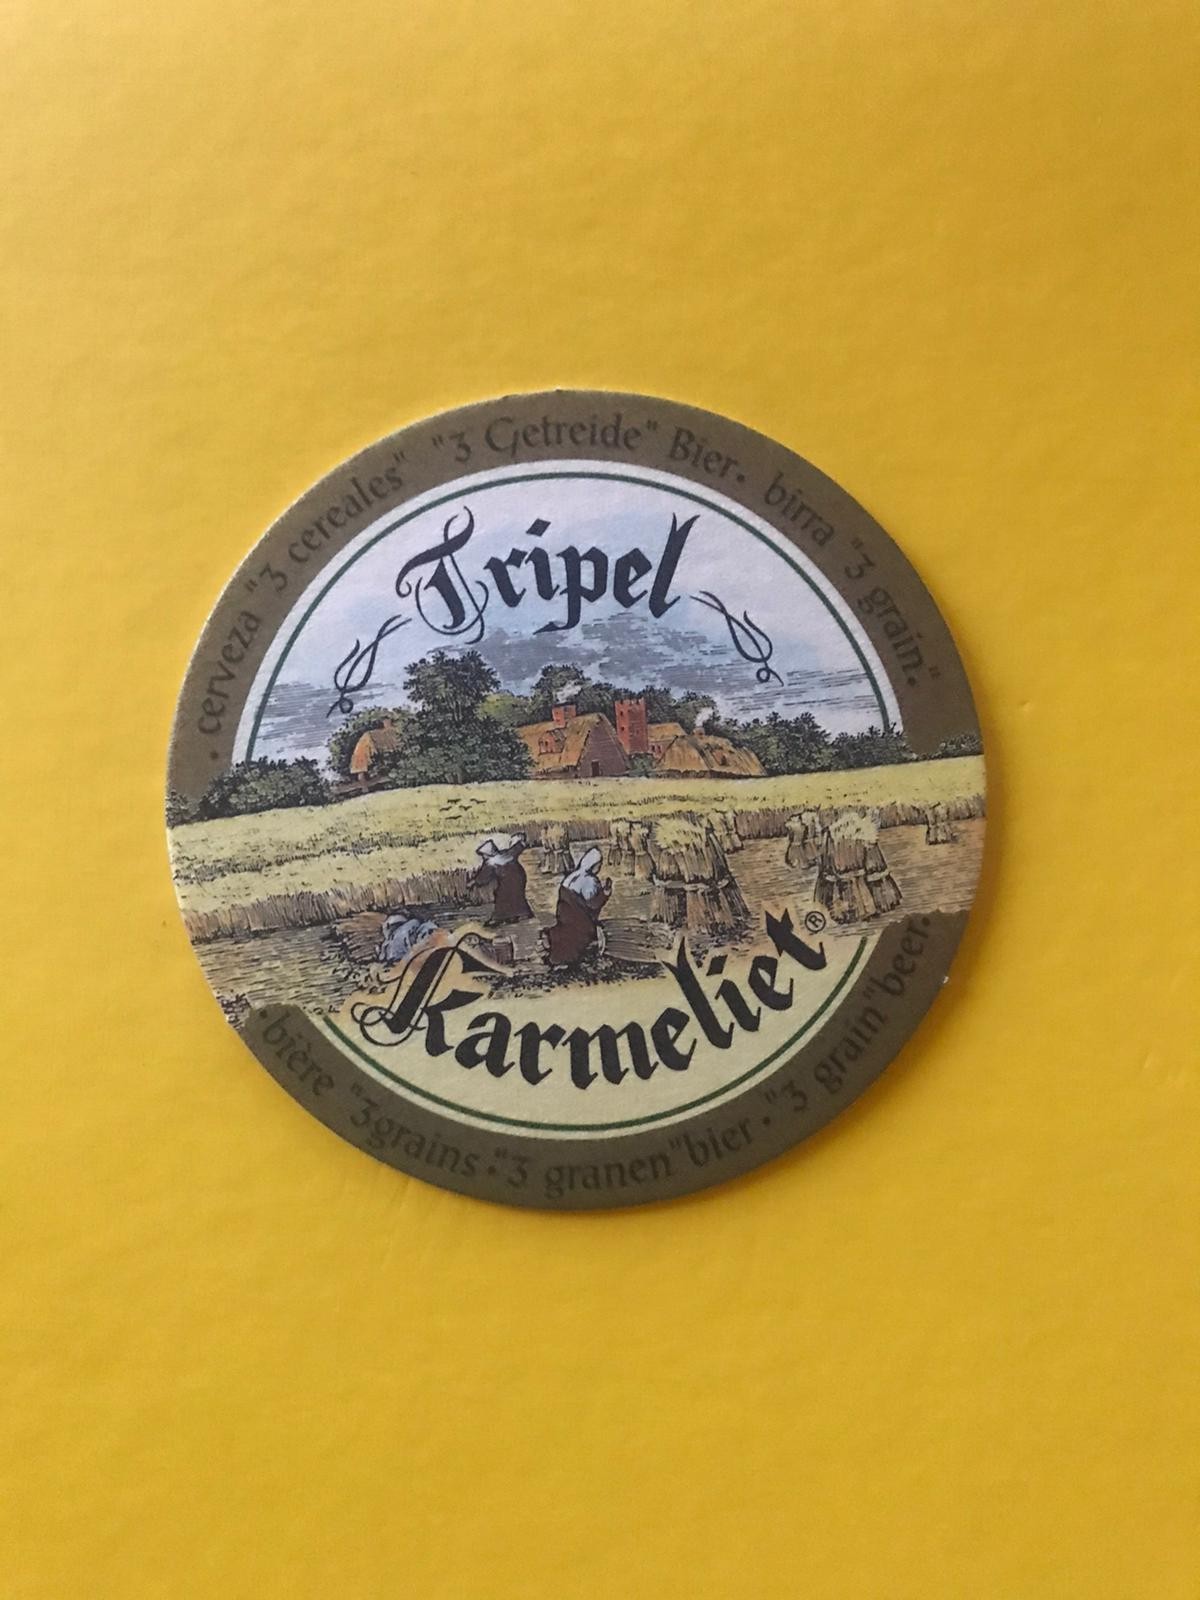 · cerveza "3 cereales" "3 Getreide" Bier. birra "3 grain."
Tripel
Karmeliet®
·bière "3grains ·"3 granen"bier ·"3 grain"beer.